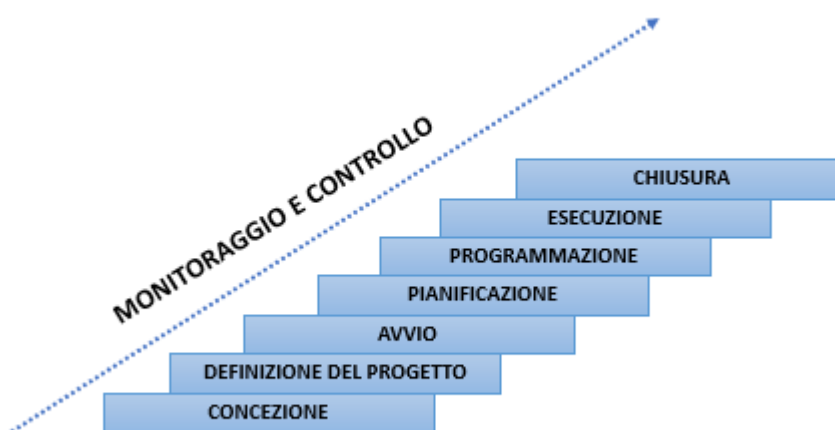 MONITORAGGIO E CONTROLLO
CHIUSURA
ESECUZIONE
PROGRAMMAZIONE
PIANIFICAZIONE
AVVIO
DEFINIZIONE DEL PROGETTO
CONCEZIONE